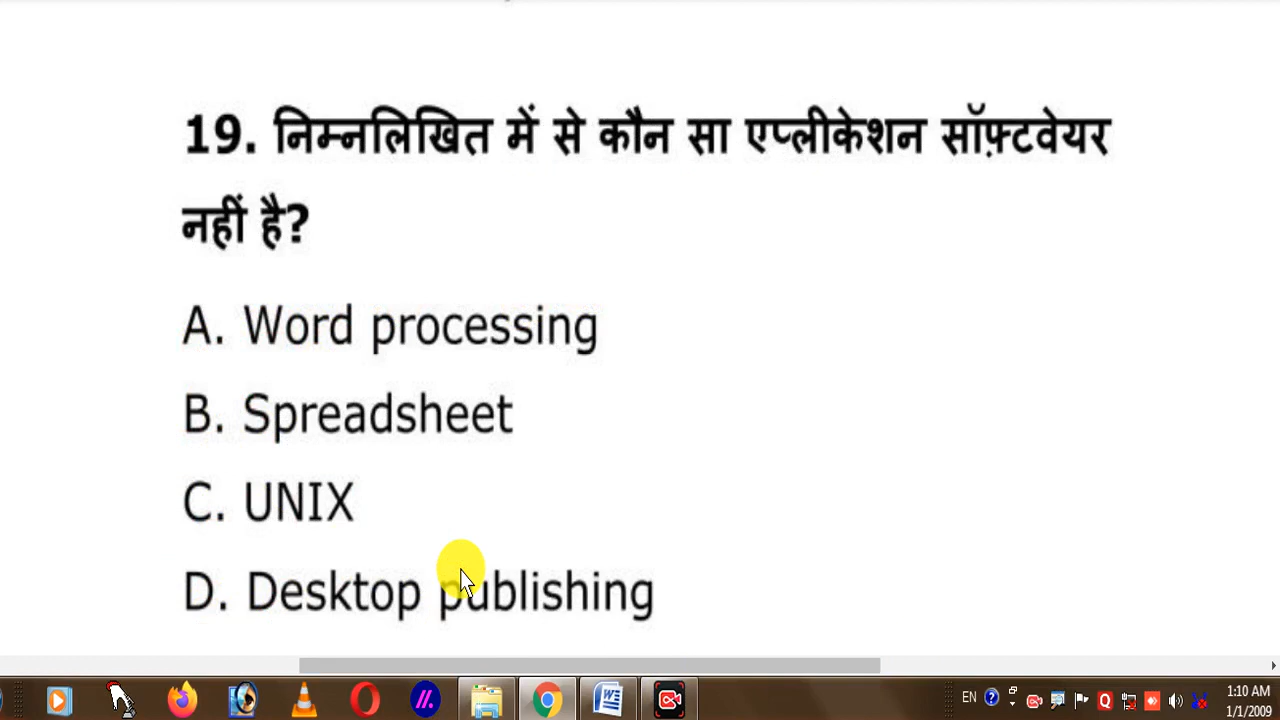 19. निम्नलिखित में से कौन सा एप्लीकेशन सॉफ़्टवेयर
नहीं है?
A. Word processing
B. Spreadsheet
C. UNIX
D. Desktop publishing
EN
1:10 AM
1/1/2009